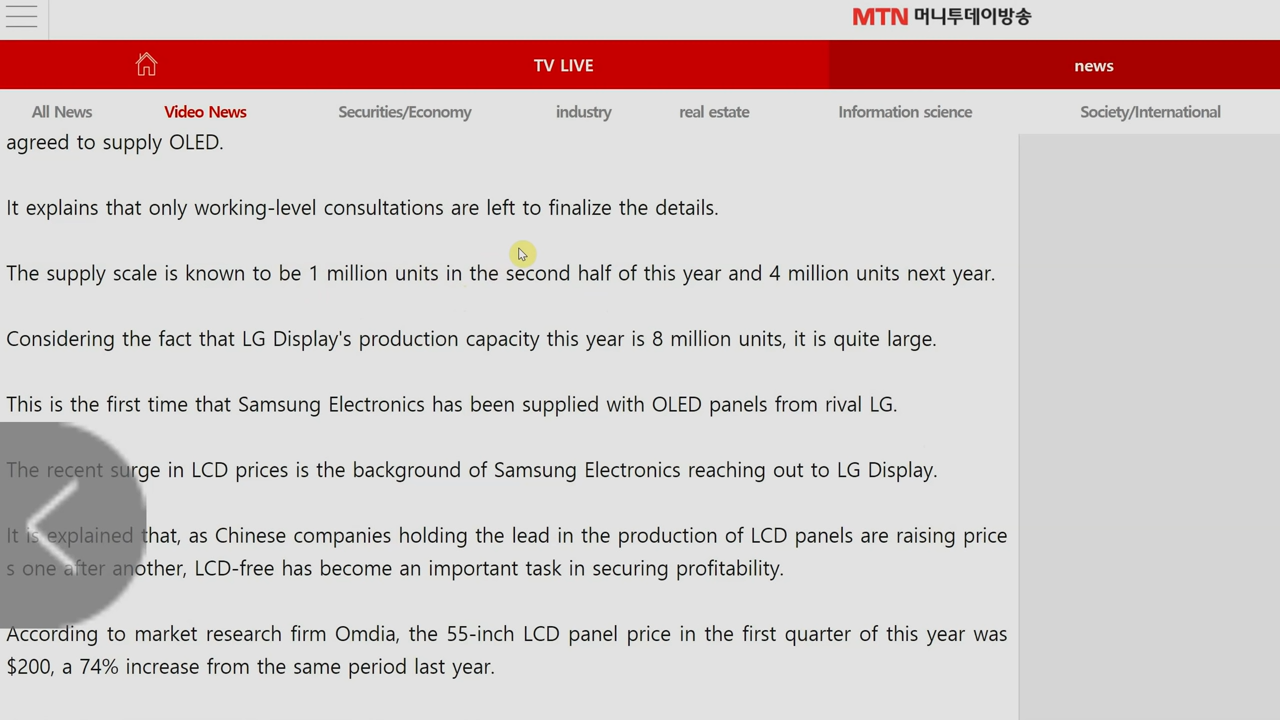 MTN 머니투데이방송
TV LIVE
news
All News
Video News
Securities/Economy
industry
real estate
Information science
Society/International
agreed to supply OLED.
It explains that only working-level consultations are left to finalize the details.
The supply scale is known to be 1 million units in the second half of this year and 4 million units next year.
Considering the fact that LG Display's production capacity this year is 8 million units, it is quite large.
This is the first time that Samsung Electronics has been supplied with OLED panels from rival LG.
The recent surge in LCD prices is the background of Samsung Electronics reaching out to LG Display.
It is explained that, as Chinese companies holding the lead in the production of LCD panels are raising price
s one after another, LCD-free has become an important task in securing profitability.
According to market research firm Omdia, the 55-inch LCD panel price in the first quarter of this year was
$200, a 74% increase from the same period last year.